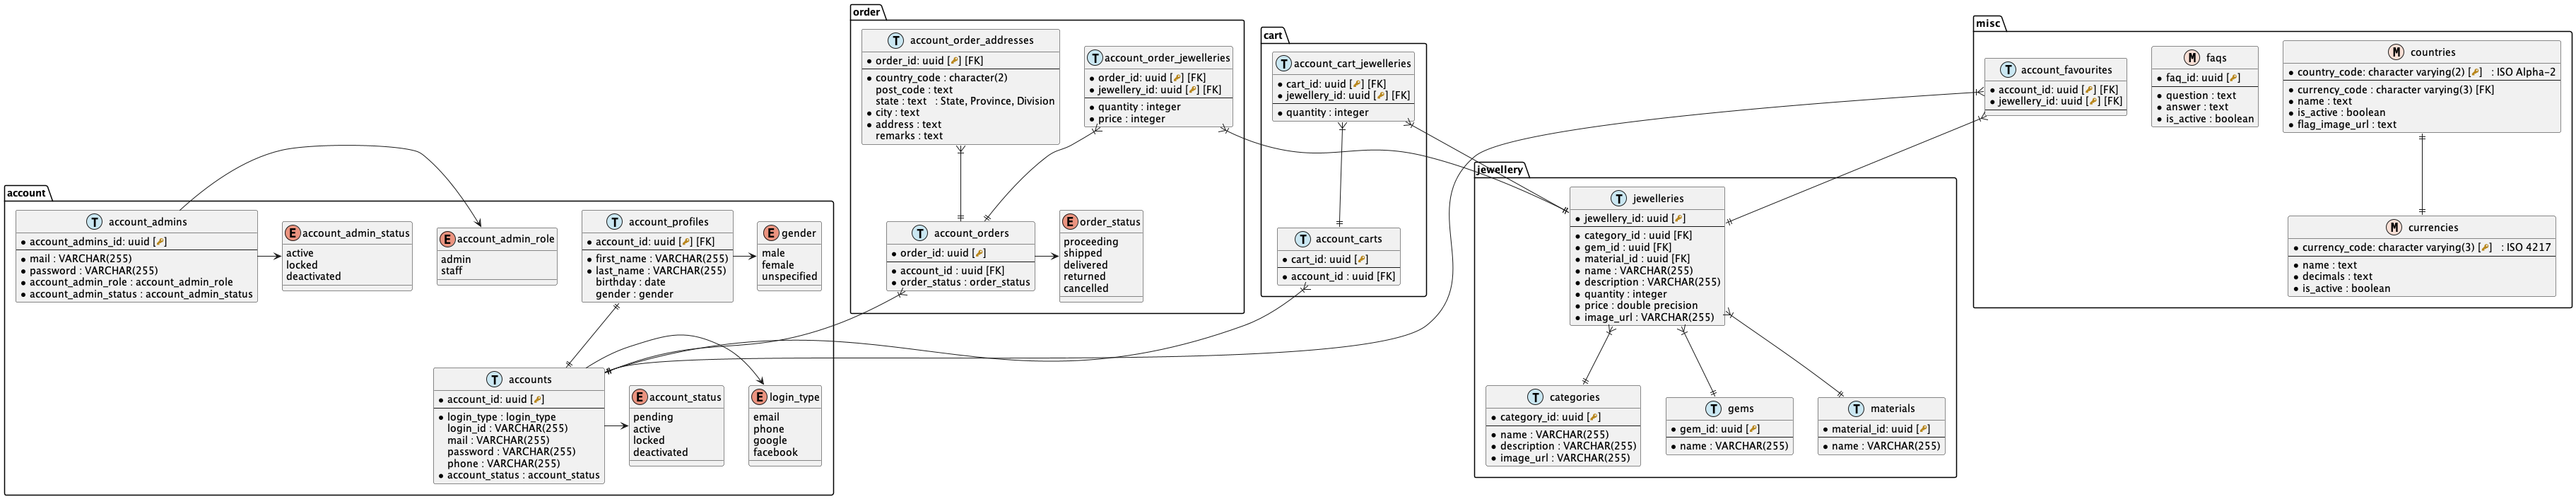 order
T account_order_addresses
order_id: uuid [🔑] [FK]
country_code : character(2)
post_code : text
state : text : State, Province, Division
city : text
address : text
remarks : text
T account_order_jewelleries
order_id: uuid [🔑] [FK]
jewellery_id: uuid [🔑] [FK]
quantity : integer
price : integer
T account_orders
order_id: uuid [🔑]
account_id : uuid [FK]
order_status : order_status
E order_status
proceeding
shipped
delivered
returned
cancelled
cart
T account_cart_jewelleries
cart_id: uuid [🔑] [FK]
jewellery_id: uuid [🔑] [FK]
quantity : integer
T account_carts
cart_id: uuid [🔑]
account_id : uuid [FK]
misc
T account_favourites
account_id: uuid [🔑] [FK]
jewellery_id: uuid [🔑] [FK]
M faqs
faq_id: uuid [🔑]
question : text
answer : text
is_active : boolean
M countries
country_code: character varying(2) [🔑] : ISO Alpha-2
currency_code : character varying(3) [FK]
name : text
is_active : boolean
flag_image_url : text
M currencies
currency_code: character varying(3) [🔑] : ISO 4217
name : text
decimals : text
is_active : boolean
jewellery
T jewelleries
jewellery_id: uuid [🔑]
category_id : uuid [FK]
gem_id : uuid [FK]
material_id : uuid [FK]
name : VARCHAR(255)
description : VARCHAR(255)
quantity : integer
price : double precision
image_url : VARCHAR(255)
T categories
category_id: uuid [🔑]
name : VARCHAR(255)
description : VARCHAR(255)
image_url : VARCHAR(255)
T gems
gem_id: uuid [🔑]
name : VARCHAR(255)
T materials
material_id: uuid [🔑]
name : VARCHAR(255)
account
T account_admins
account_admins_id: uuid [🔑]
mail : VARCHAR(255)
password : VARCHAR(255)
account_admin_role : account_admin_role
account_admin_status : account_admin_status
E account_admin_status
active
locked
deactivated
E account_admin_role
admin
staff
T account_profiles
account_id: uuid [🔑] [FK]
first_name : VARCHAR(255)
last_name : VARCHAR(255)
birthday : date
gender : gender
E gender
male
female
unspecified
T accounts
account_id: uuid [🔑]
login_type : login_type
login_id : VARCHAR(255)
mail : VARCHAR(255)
password : VARCHAR(255)
phone : VARCHAR(255)
account_status : account_status
E account_status
pending
active
locked
deactivated
E login_type
email
phone
google
facebook